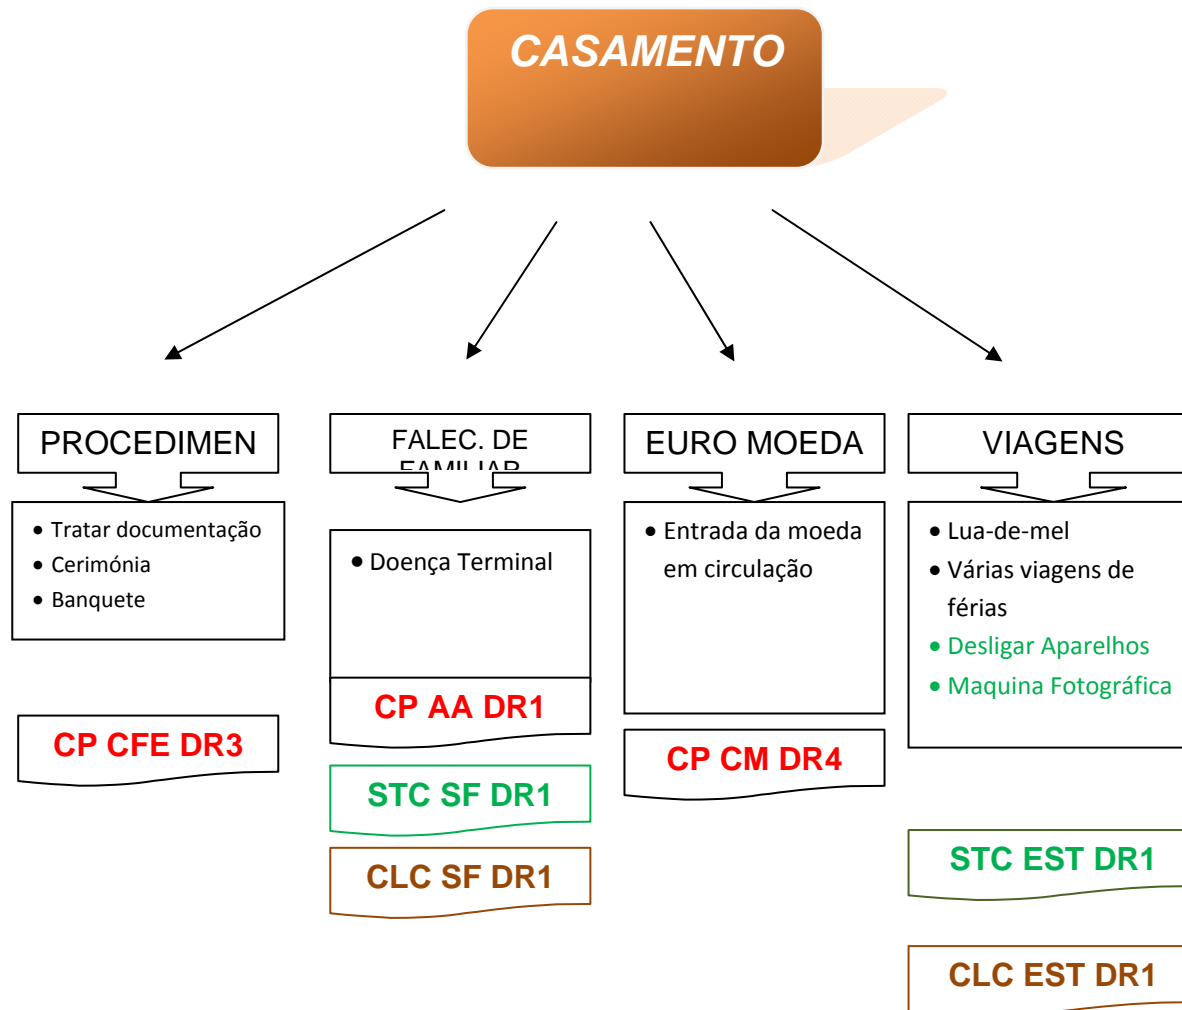 CASAMENTO
PROCEDIMEN
• Tratar documentação
• Cerimónia
• Banquete
CP CFE DR3
FALEC. DE
FAMILIAR
• Doença Terminal
CP AA DR1
STC SF DR1
CLC SF DR1
EURO MOEDA
• Entrada da moeda
em circulação
CP CM DR4
VIAGENS
• Lua-de-mel
• Várias viagens de
férias
• Desligar Aparelhos
• Maquina Fotográfica
STC EST DR1
CLC EST DR1